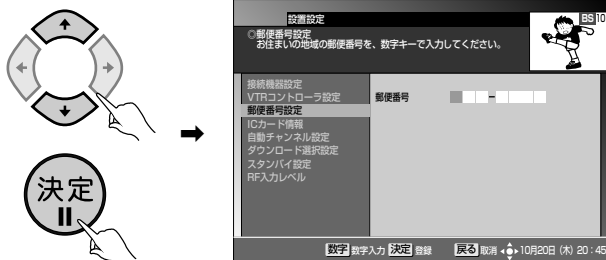 決定
設置設定
BS 10
◎郵便番号設定
お住まいの地域の郵便番号を、数字キーで入力してください。
接続機器設定
VTRコントローラ設定
郵便番号設定
ICカード情報
自動チャンネル設定
ダウンロード選択設定
スタンバイ設定
RF入力レベル
郵便番号
-
数字 数字入力 決定 登録 戻る 取消 10月20日 (木) 20:45